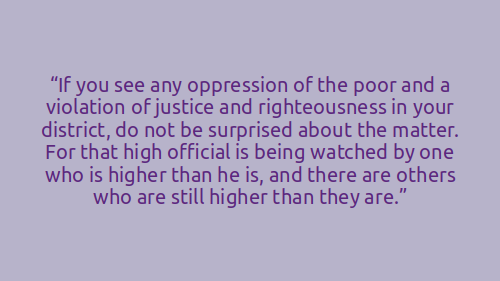 “If you see any oppression of the poor and a
violation of justice and righteousness in your
district, do not be surprised about the matter.
For that high official is being watched by one
who is higher than he is, and there are others
who are still higher than they are.”